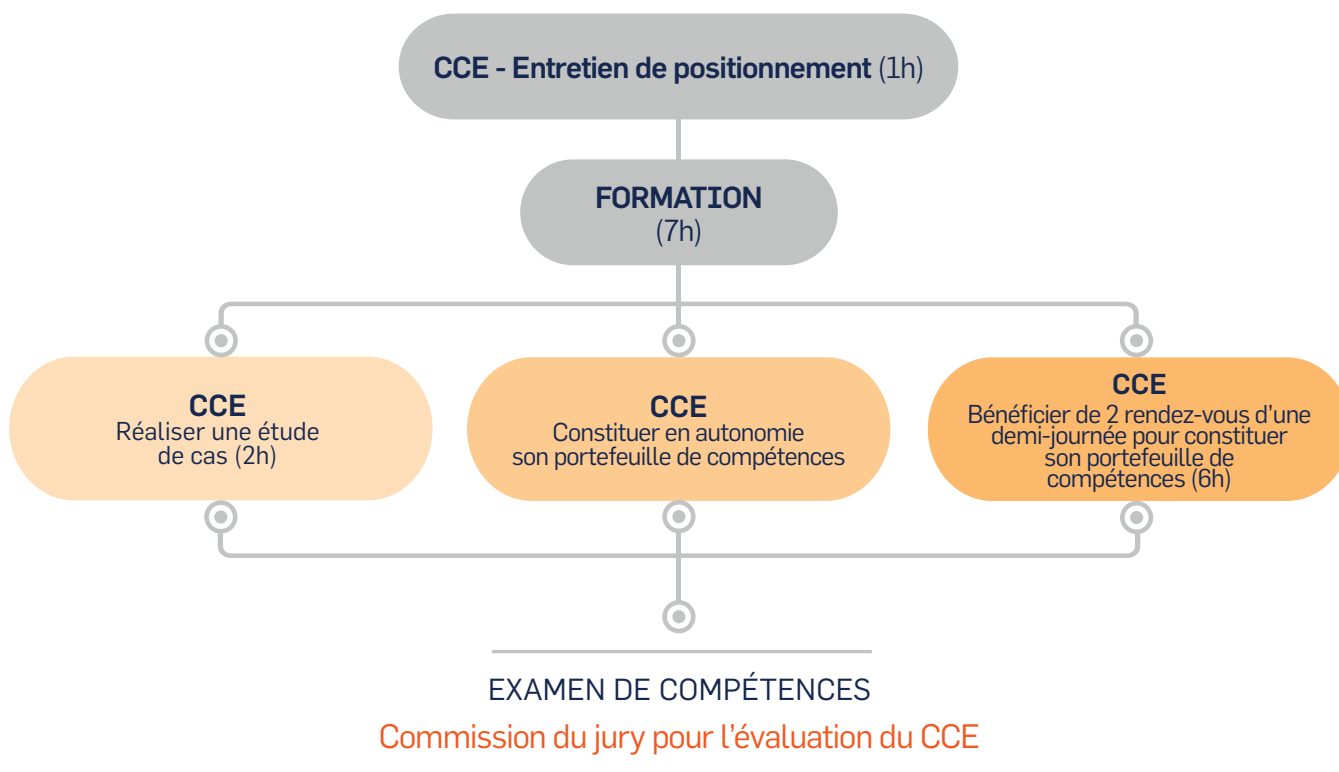 CCE - Entretien de positionnement (1h)
FORMATION
(7h)
CCE
Réaliser une étude
de cas (2h)
CCE
Constituer en autonomie
son portefeuille de compétences
CCE
Bénéficier de 2 rendez-vous d'une
demi-journée pour constituer
son portefeuille de
compétences (6h)
EXAMEN DE COMPÉTENCES
Commission du jury pour l'évaluation du CCE